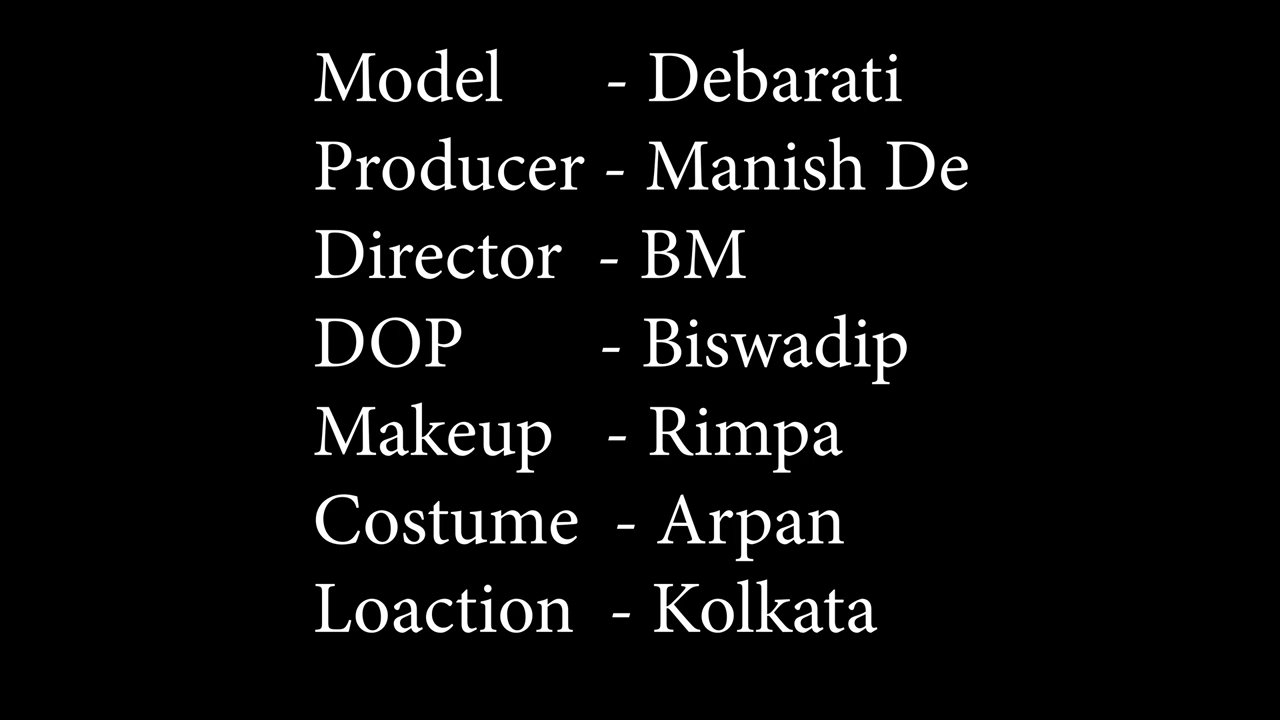 Model - Debarati
Producer - Manish De
Director - BM
DOP - Biswadip
Makeup - Rimpa
Costume - Arpan
Loaction - Kolkata